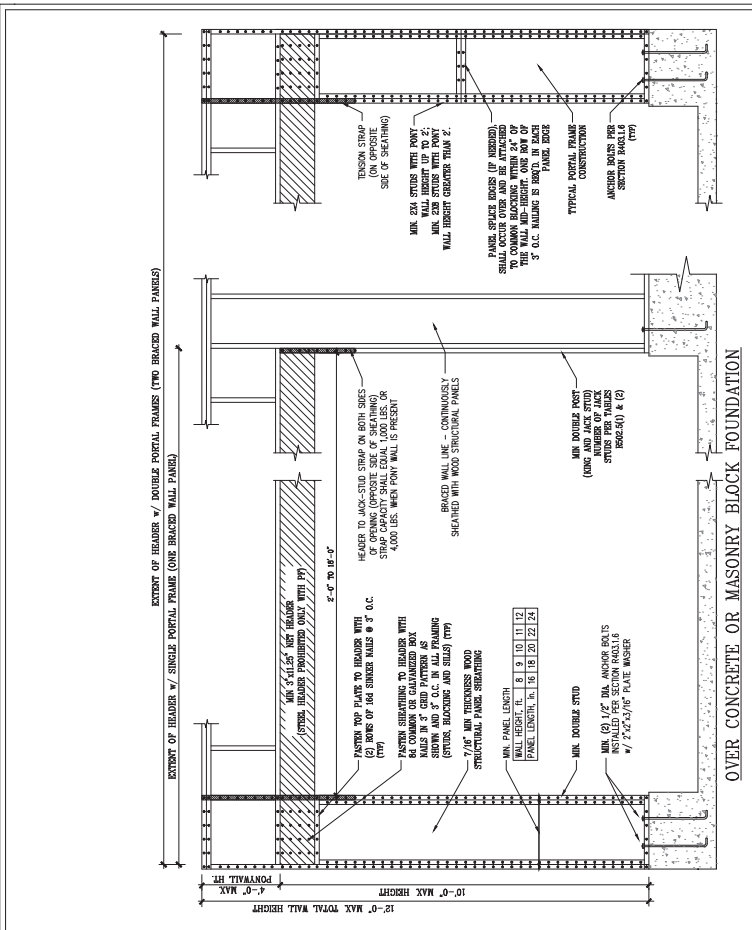 EXTENT OF HEADER w/ DOUBLE PORTAL FRAMES (TWO BRACED WALL PANELS)
EXTENT OF HEADER w/ SINGLE PORTAL FRAME (ONE BRACED WALL PANEL)
MIN 3"x11.25" NET HEADER
(STEEL HEADER PROHIBITED ONLY WITH PF)
2'-0" TO 18'-0"
12'-0" MAX TOTAL WALL HEIGHT
10'-0" MAX HEIGHT
4'-0" MAX.
PONYWALL HT.
FASTEN TOP PLATE TO HEADER WITH
(2) ROWS OF 16d SINKER NAILS @ 3" O.C.
(TYP)
FASTEN SHEATHING TO HEADER WITH
8d COMMON OR GALVANIZED BOX
NAILS IN 3" GRID PATTERN AS
SHOWN AND 3" O.C. IN ALL FRAMING
(STUDS, BLOCKING AND SILLS) (TYP)
7/16" MIN THICKNESS WOOD
STRUCTURAL PANEL SHEATHING
MIN. PANEL LENGTH
WALL HEIGHT, ft. 8 9 10 11 12
PANEL LENGTH, in. 16 18 20 22 24
MIN. DOUBLE STUD
MIN. (2) 1/2" DIA. ANCHOR BOLTS
INSTALLED PER SECTION R403.1.6
w/ 2"x2"x3/16" PLATE WASHER
HEADER TO JACK-STUD STRAP ON BOTH SIDES
OF OPENING (OPPOSITE SIDE OF SHEATHING)
STRAP CAPACITY SHALL EQUAL 1,000 LBS. OR
4,000 LBS. WHEN PONY WALL IS PRESENT
BRACED WALL LINE - CONTINUOUSLY
SHEATHED WITH WOOD STRUCTURAL PANELS
MIN DOUBLE POST
(KING AND JACK STUD)
NUMBER OF JACK
STUDS PER TABLES
R502.5(1) & (2)
TENSION STRAP
(ON OPPOSITE
SIDE OF SHEATHING)
MIN. 2X4 STUDS WITH PONY
WALL HEIGHT UP TO 2';
MIN. 2X6 STUDS WITH PONY
WALL HEIGHT GREATER THAN 2'.
PANEL SPLICE EDGES (IF NEEDED),
SHALL OCCUR OVER AND BE ATTACHED
TO COMMON BLOCKING WITHIN 24" OF
THE WALL MID-HEIGHT. ONE ROW OF
3" O.C. NAILING IS REQ'D. IN EACH
PANEL EDGE
TYPICAL PORTAL FRAME
CONSTRUCTION
ANCHOR BOLTS PER
SECTION R403.1.6
(TYP)
OVER CONCRETE OR MASONRY BLOCK FOUNDATION